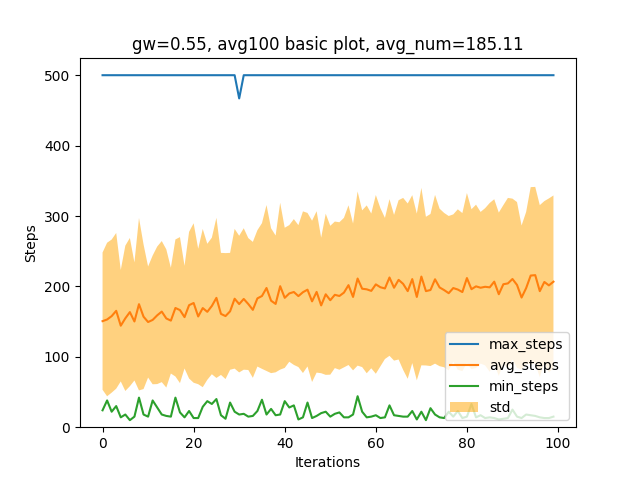 gw=0.55, avg100 basic plot, avg_num=185.11
500
400
300
200
100
0
Steps
0
20
40
60
80
100
Iterations
max_steps
avg_steps
min_steps
std